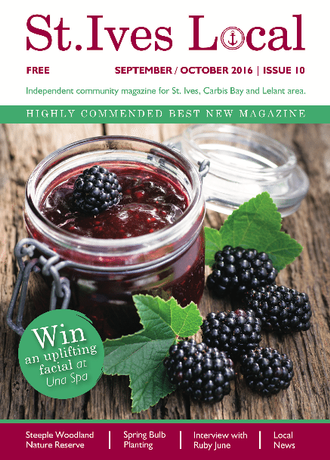 St.Ives Local
FREE SEPTEMBER / OCTOBER 2016 | ISSUE 10
Independent community magazine for St. Ives, Carbis Bay and Lelant area.
HIGHLY COMMENDED BEST NEW MAGAZINE
Win
an uplifting
facial at
Una Spa
Steeple Woodland
Nature Reserve
Spring Bulb
Planting
Interview with
Ruby June
Local
News